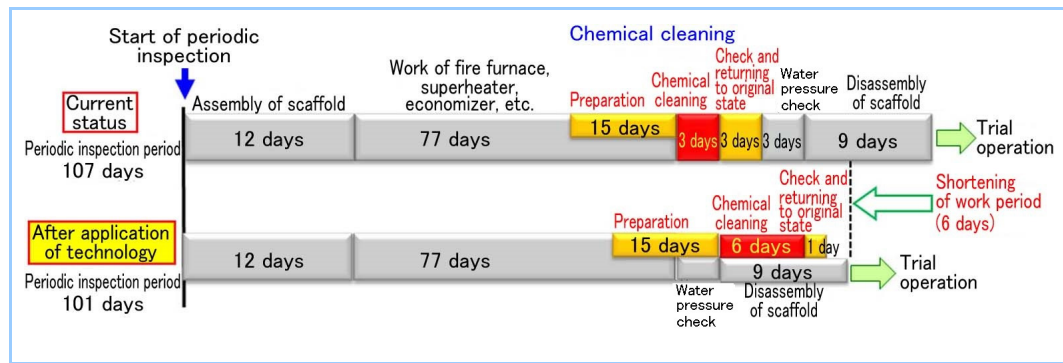 Start of periodic
inspection
Chemical cleaning
Current
status
Periodic inspection period
107 days
Assembly of scaffold
Work of fire furnace,
superheater,
economizer, etc.
Preparation
Chemical
cleaning
Check and
returning
to original
state
Water
pressure
check
Disassembly
of scaffold
12 days
77 days
15 days
3 days
3 days
3 days
9 days
Trial
operation
Shortening
of work period
(6 days)
After application
of technology
Periodic inspection period
101 days
Preparation
Chemical
cleaning
Check and
returning
to original
state
12 days
77 days
15 days
6 days
1 day
9 days
Water
pressure
check
Disassembly
of scaffold
Trial
operation